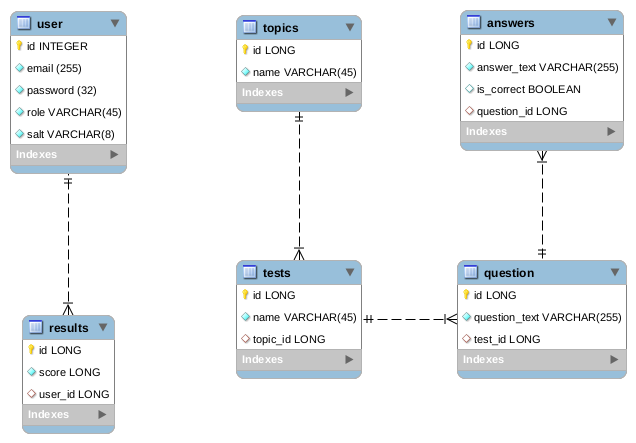 user
id INTEGER
email (255)
password (32)
role VARCHAR(45)
salt VARCHAR(8)
Indexes
topics
id LONG
name VARCHAR(45)
Indexes
answers
id LONG
answer_text VARCHAR(255)
is_correct BOOLEAN
question_id LONG
Indexes
results
id LONG
score LONG
user_id LONG
Indexes
tests
id LONG
name VARCHAR(45)
topic_id LONG
Indexes
question
id LONG
question_text VARCHAR(255)
test_id LONG
Indexes